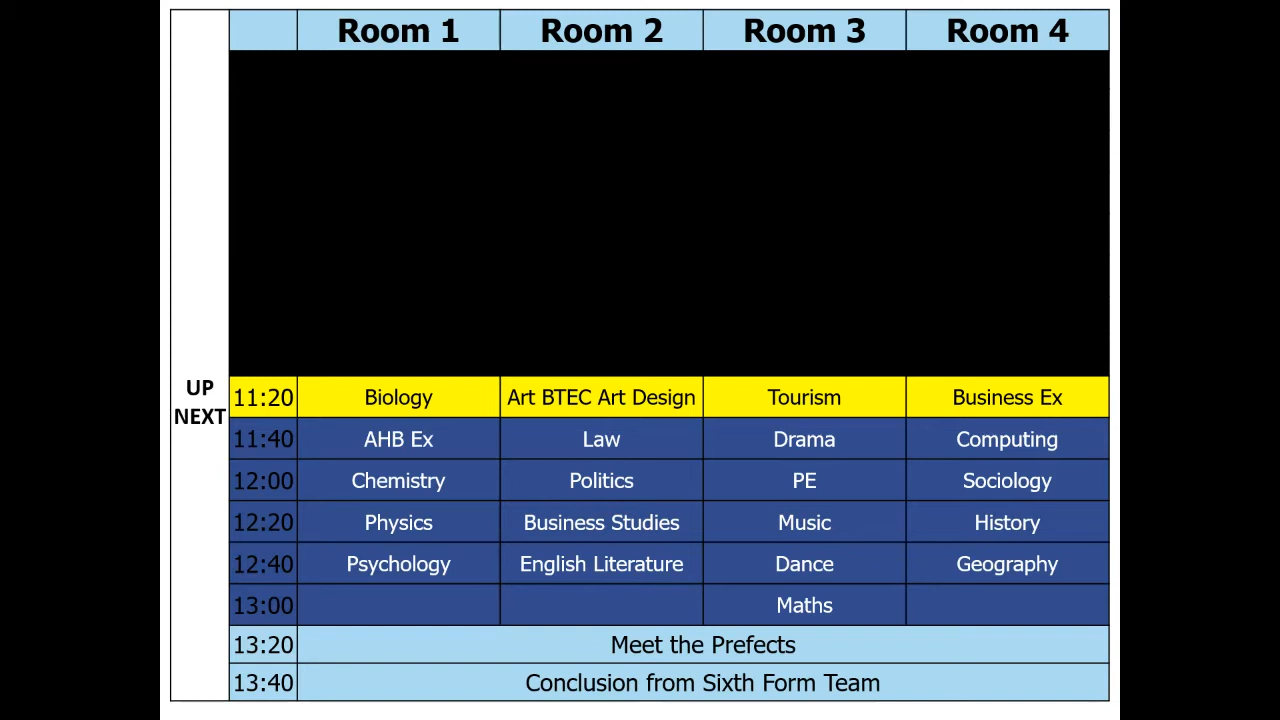 Room 1 Room 2 Room 3 Room 4
UP
NEXT
11:20 Biology Art BTEC Art Design Tourism Business Ex
11:40 AHB Ex Law Drama Computing
12:00 Chemistry Politics PE Sociology
12:20 Physics Business Studies Music History
12:40 Psychology English Literature Dance Geography
13:00 Maths
13:20 Meet the Prefects
13:40 Conclusion from Sixth Form Team